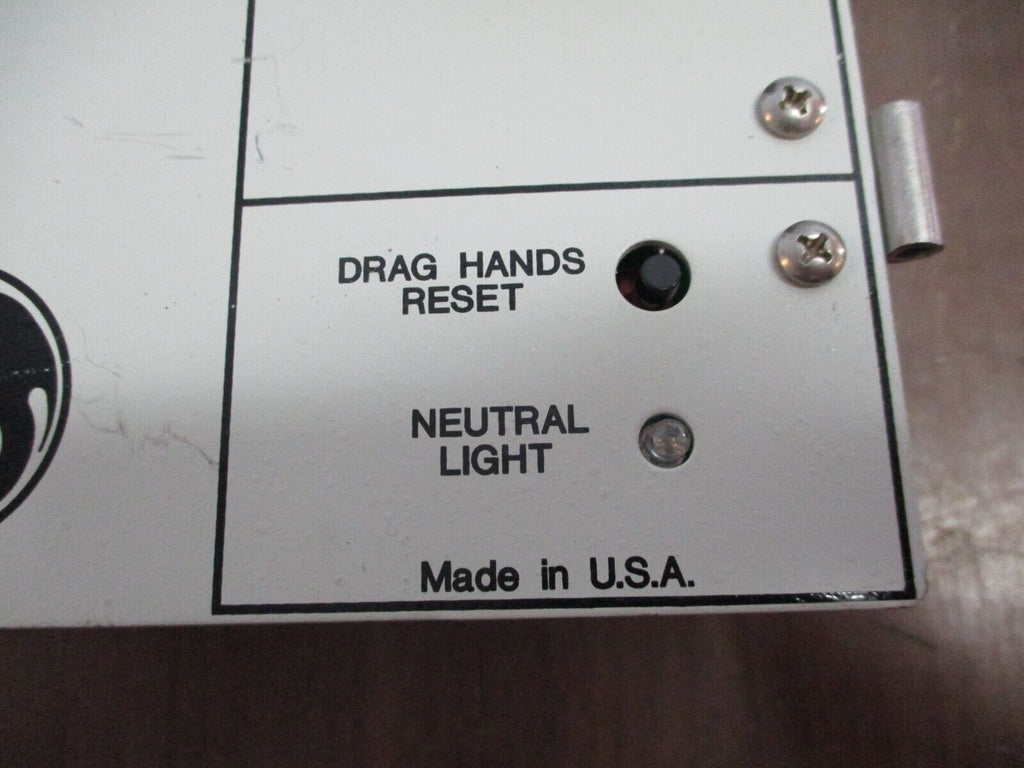 DRAG HANDS
RESET
NEUTRAL
LIGHT
Made in U.S.A.